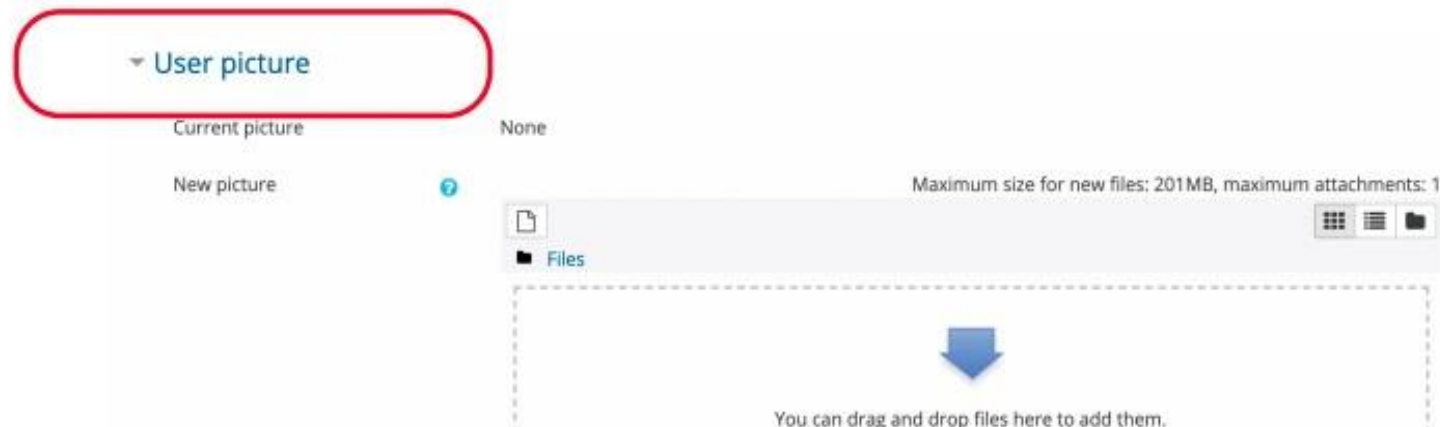 User picture
Current picture None
New picture Maximum size for new files: 201MB, maximum attachments: 1
Files
You can drag and drop files here to add them.